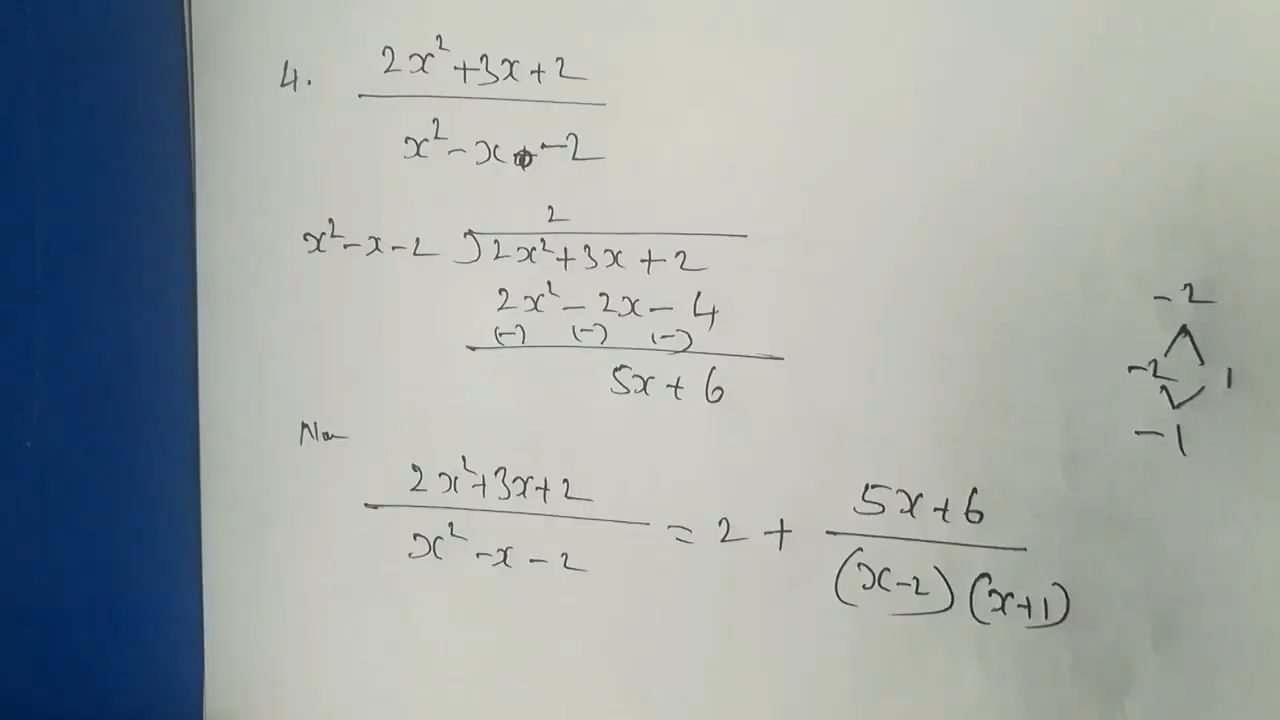 4. 2x² + 3x + 2
x² - x - 2
2
x² - x - 2 ) 2x² + 3x + 2
2x² - 2x - 4
(-) (-) (-)
5x + 6
-2
-2 1
-1
2x² + 3x + 2
x² - x - 2
= 2 +
5x + 6
(x-2) (x+1)